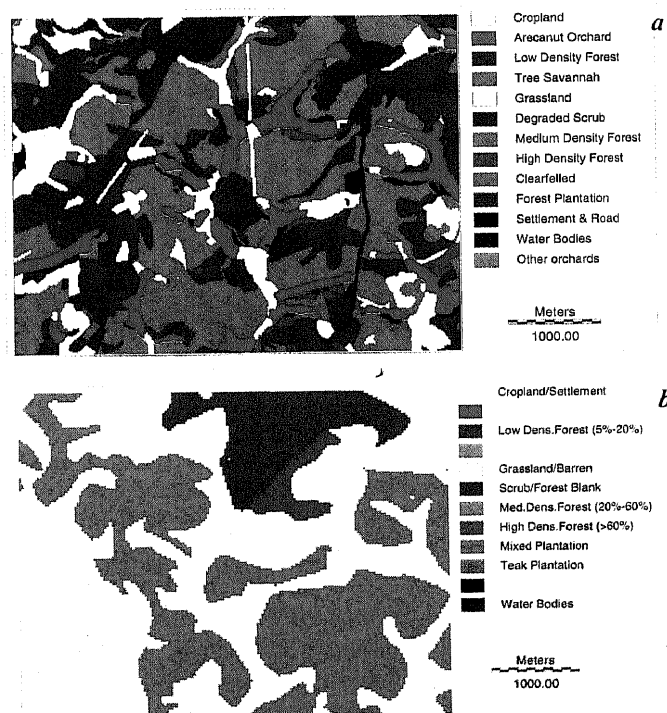 Cropland
a
Arecanut Orchard
Low Density Forest
Tree Savannah
Grassland
Degraded Scrub
Medium Density Forest
High Density Forest
Clearfelled
Forest Plantation
Settlement & Road
Water Bodies
Other orchards
Meters
1000.00
Cropland/Settlement
b
Low Dens.Forest (5%-20%)
Grassland/Barren
Scrub/Forest Blank
Med.Dens.Forest (20%-60%)
High Dens.Forest (>60%)
Mixed Plantation
Teak Plantation
Water Bodies
Meters
1000.00